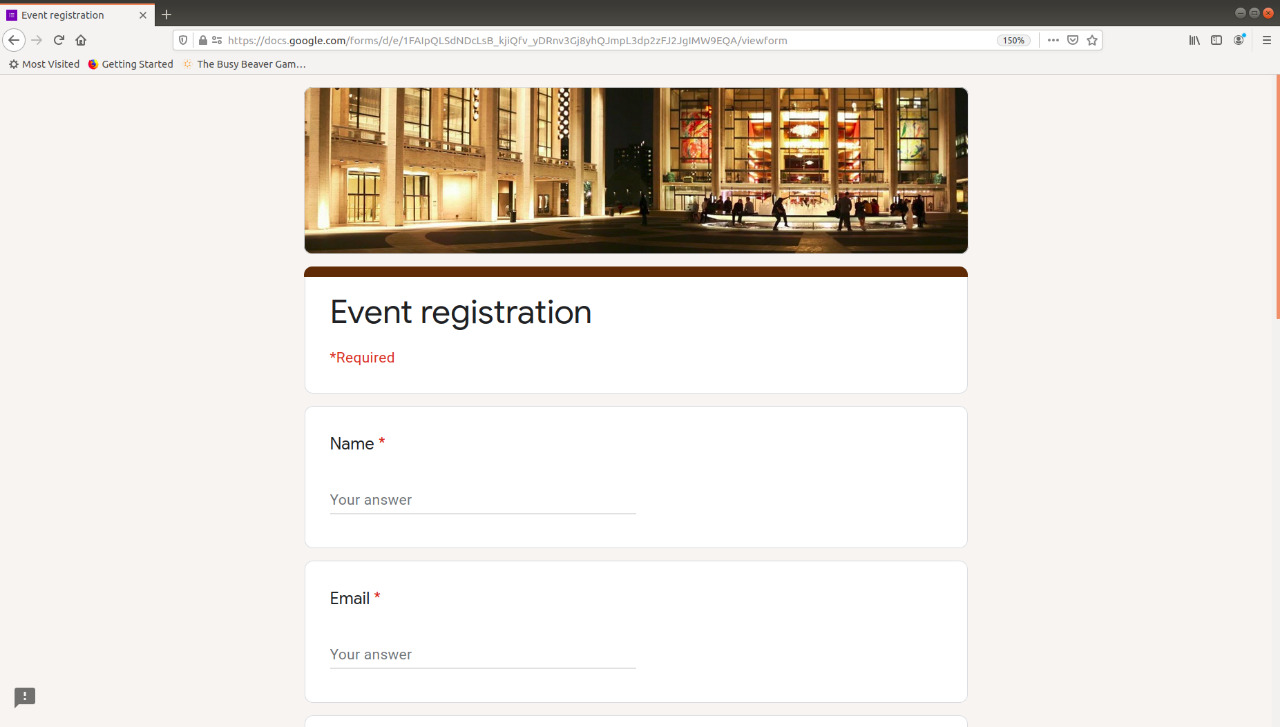 Event registration
https://docs.google.com/forms/d/e/1FAIpQLSdNDcLsB_kjiQfv_yDRnv3Gj8yhQJmpL3dp2zFJ2JgIMW9EQA/viewform
150%
Most Visited
Getting Started
The Busy Beaver Gam…
Event registration
*Required
Name *
Your answer
Email *
Your answer